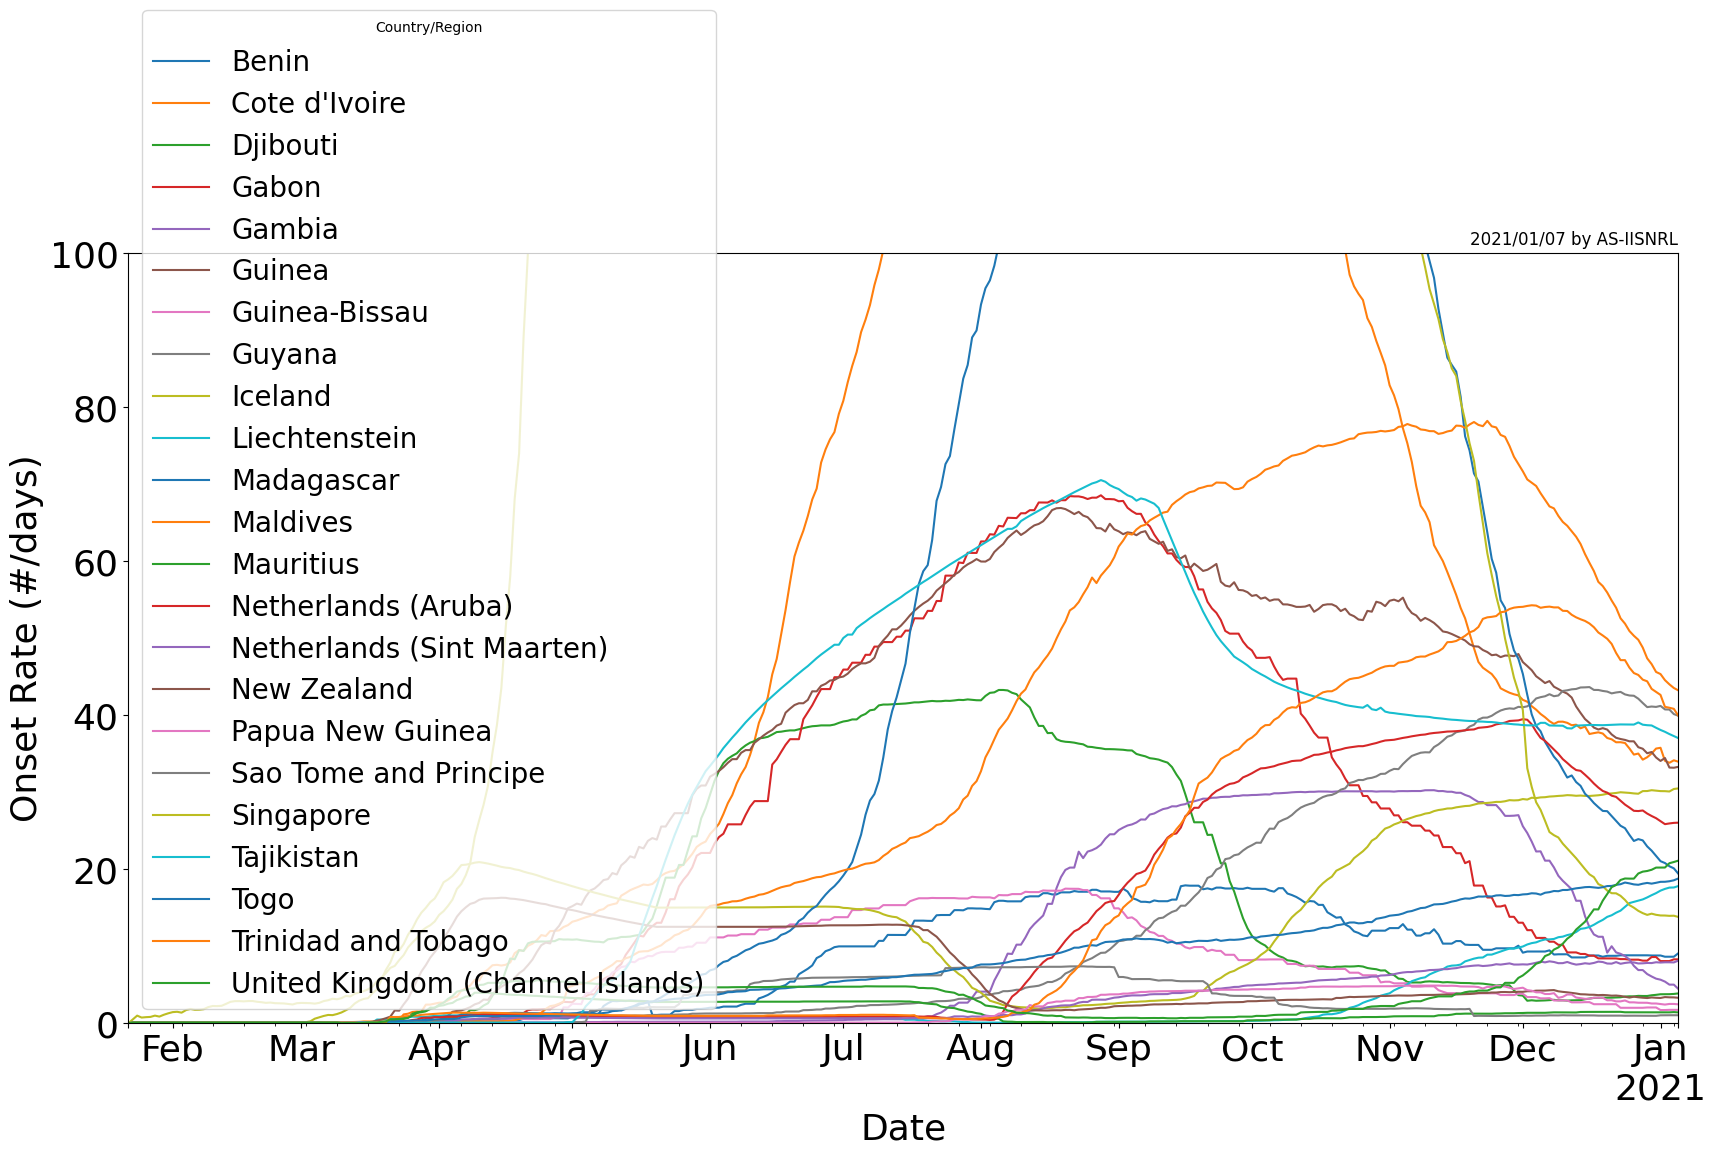 Country/Region
Benin
Cote d'Ivoire
Djibouti
Gabon
Gambia
Guinea
Guinea-Bissau
Guyana
Iceland
Liechtenstein
Madagascar
Maldives
Mauritius
Netherlands (Aruba)
Netherlands (Sint Maarten)
New Zealand
Papua New Guinea
Sao Tome and Principe
Singapore
Tajikistan
Togo
Trinidad and Tobago
United Kingdom (Channel Islands)
2021/01/07 by AS-IISNRL
100
80
60
40
20
0
Onset Rate (#/days)
Feb Mar Apr May Jun Jul Aug Sep Oct Nov Dec Jan
2021
Date